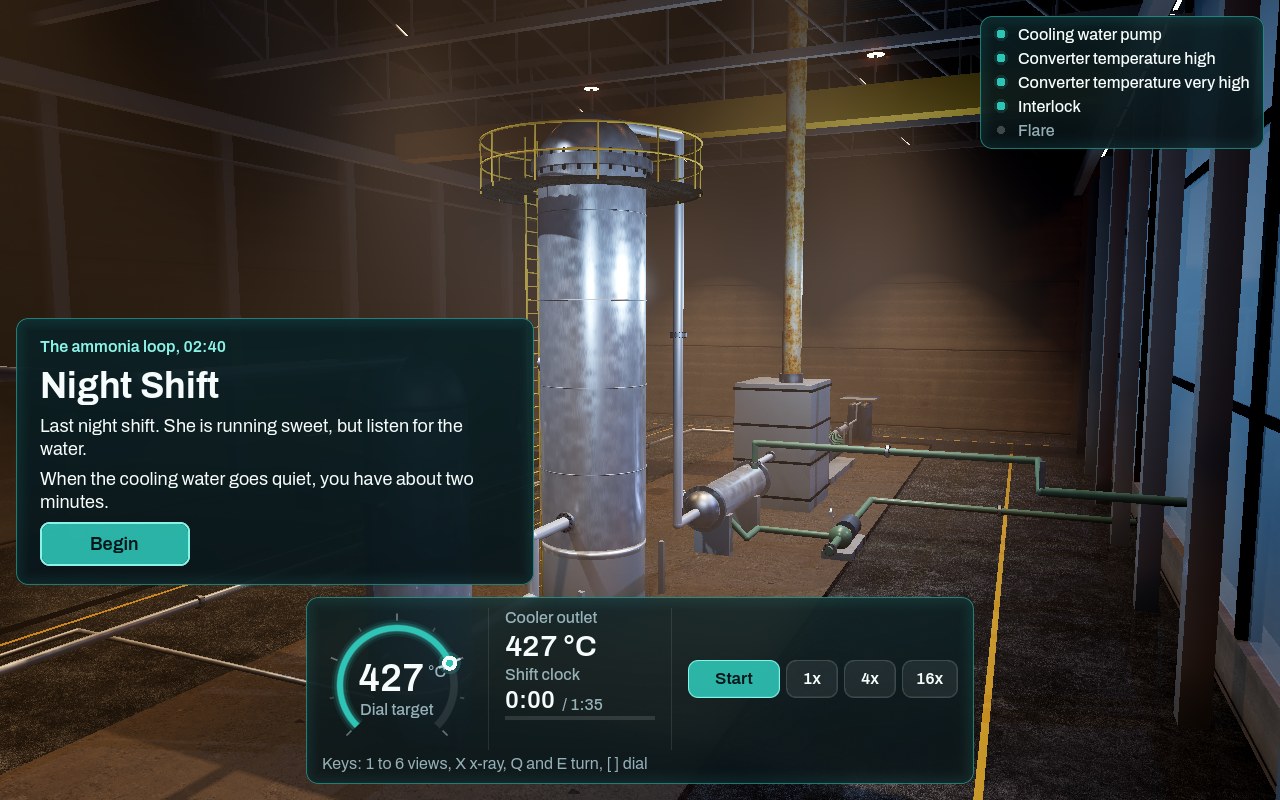 Cooling water pump
Converter temperature high
Converter temperature very high
Interlock
Flare
The ammonia loop, 02:40
Night Shift
Last night shift. She is running sweet, but listen for the
water.
When the cooling water goes quiet, you have about two
minutes.
Begin
427 °C
Dial target
Cooler outlet
427 °C
Shift clock
0:00 / 1:35
Start
1x
4x
16x
Keys: 1 to 6 views, X x-ray, Q and E turn, [ ] dial